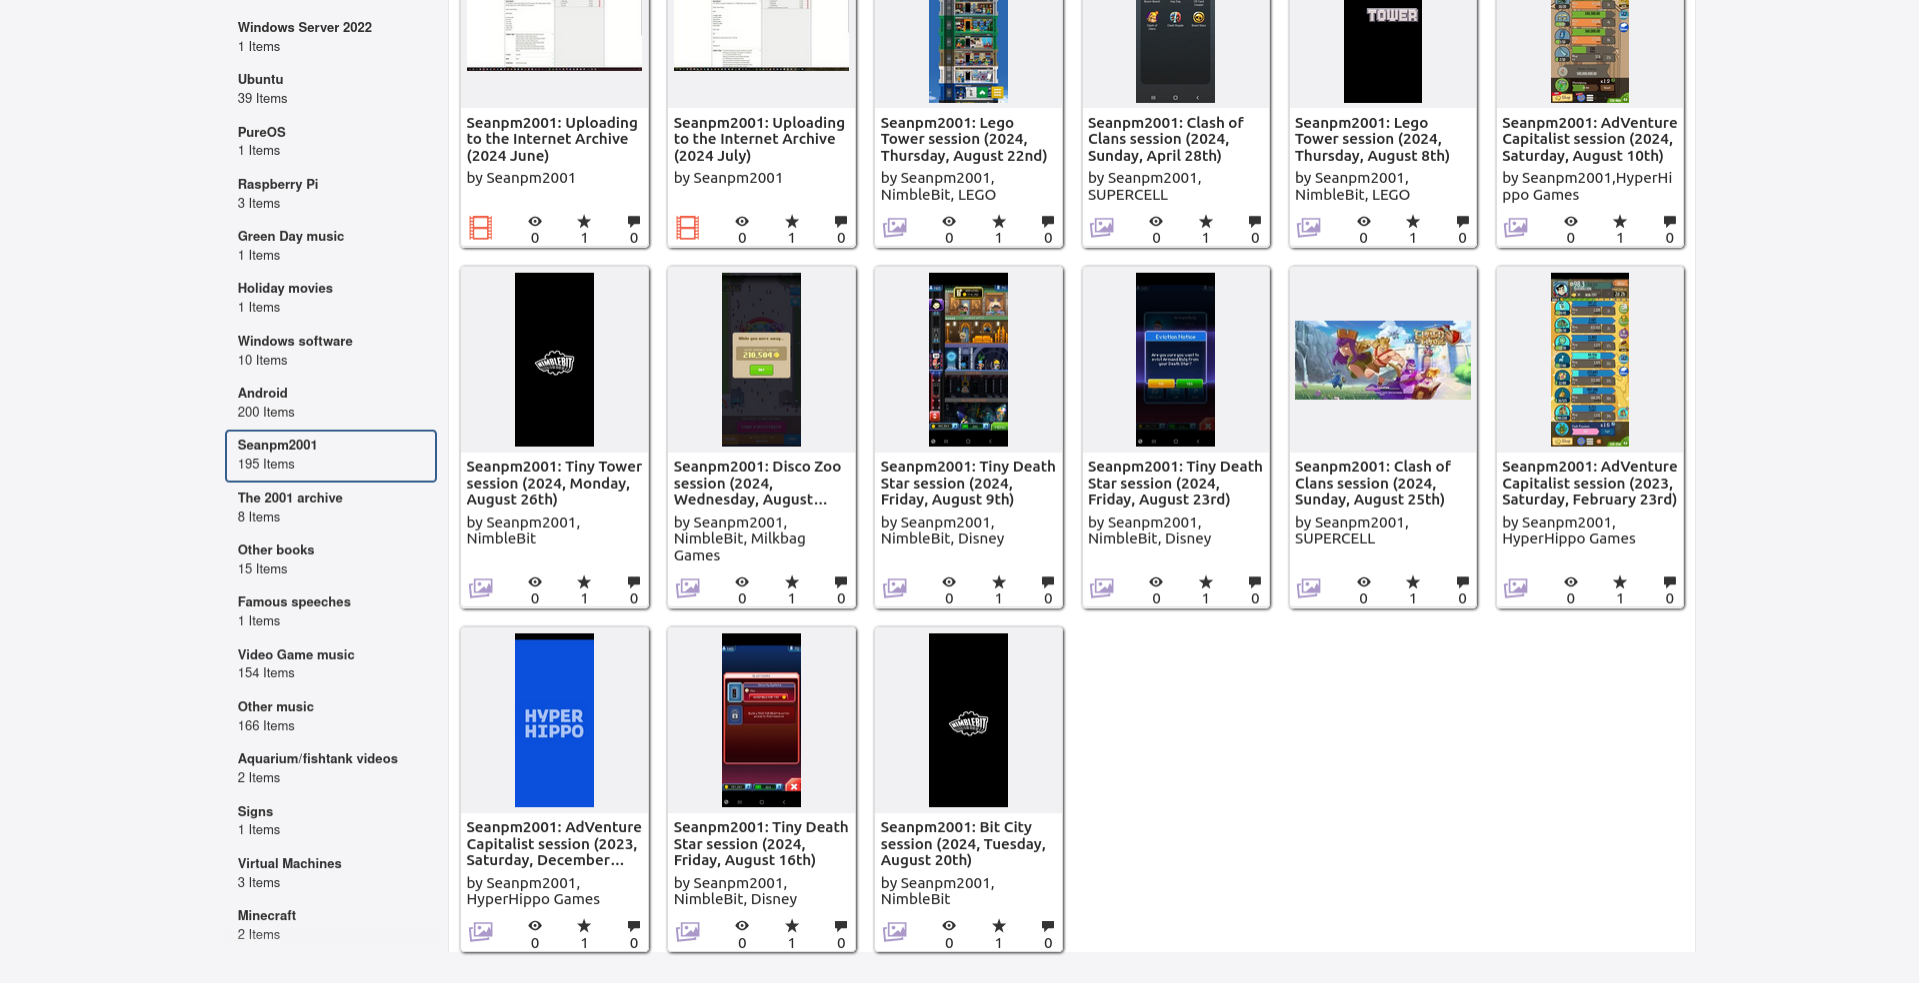 Windows Server 2022
1 Items
Ubuntu
39 Items
PureOS
1 Items
Raspberry Pi
3 Items
Green Day music
1 Items
Holiday movies
1 Items
Windows software
10 Items
Android
200 Items
Seanpm2001
195 Items
The 2001 archive
8 Items
Other books
15 Items
Famous speeches
1 Items
Video Game music
154 Items
Other music
166 Items
Aquarium/fishtank videos
2 Items
Signs
1 Items
Virtual Machines
3 Items
Minecraft
2 Items
Seanpm2001: Uploading
to the Internet Archive
(2024 June)
by Seanpm2001
0 1 0
Seanpm2001: Uploading
to the Internet Archive
(2024 July)
by Seanpm2001
0 1 0
Seanpm2001: Lego
Tower session (2024,
Thursday, August 22nd)
by Seanpm2001,
NimbleBit, LEGO
0 1 0
Seanpm2001: Clash of
Clans session (2024,
Sunday, April 28th)
by Seanpm2001,
SUPERCELL
0 1 0
TOWER
Seanpm2001: Lego
Tower session (2024,
Thursday, August 8th)
by Seanpm2001,
NimbleBit, LEGO
0 1 0
Seanpm2001: AdVenture
Capitalist session (2024,
Saturday, August 10th)
by Seanpm2001,HyperHi
ppo Games
0 1 0
NIMBLEBIT
Seanpm2001: Tiny Tower
session (2024, Monday,
August 26th)
by Seanpm2001,
NimbleBit
0 1 0
While you were away...
210,504
Seanpm2001: Disco Zoo
session (2024,
Wednesday, August...
by Seanpm2001,
NimbleBit, Milkbag
Games
0 1 0
Seanpm2001: Tiny Death
Star session (2024,
Friday, August 9th)
by Seanpm2001,
NimbleBit, Disney
0 1 0
Eviction Notice
Are you sure you want to
your Death Star?
Seanpm2001: Tiny Death
Star session (2024,
Friday, August 23rd)
by Seanpm2001,
NimbleBit, Disney
0 1 0
Seanpm2001: Clash of
Clans session (2024,
Sunday, August 25th)
by Seanpm2001,
SUPERCELL
0 1 0
Seanpm2001: AdVenture
Capitalist session (2023,
Saturday, February 23rd)
by Seanpm2001,
HyperHippo Games
0 1 0
HYPER
HIPPO
Seanpm2001: AdVenture
Capitalist session (2023,
Saturday, December...
by Seanpm2001,
HyperHippo Games
0 1 0
Seanpm2001: Tiny Death
Star session (2024,
Friday, August 16th)
by Seanpm2001,
NimbleBit, Disney
0 1 0
NIMBLEBIT
Seanpm2001: Bit City
session (2024, Tuesday,
August 20th)
by Seanpm2001,
NimbleBit
0 1 0